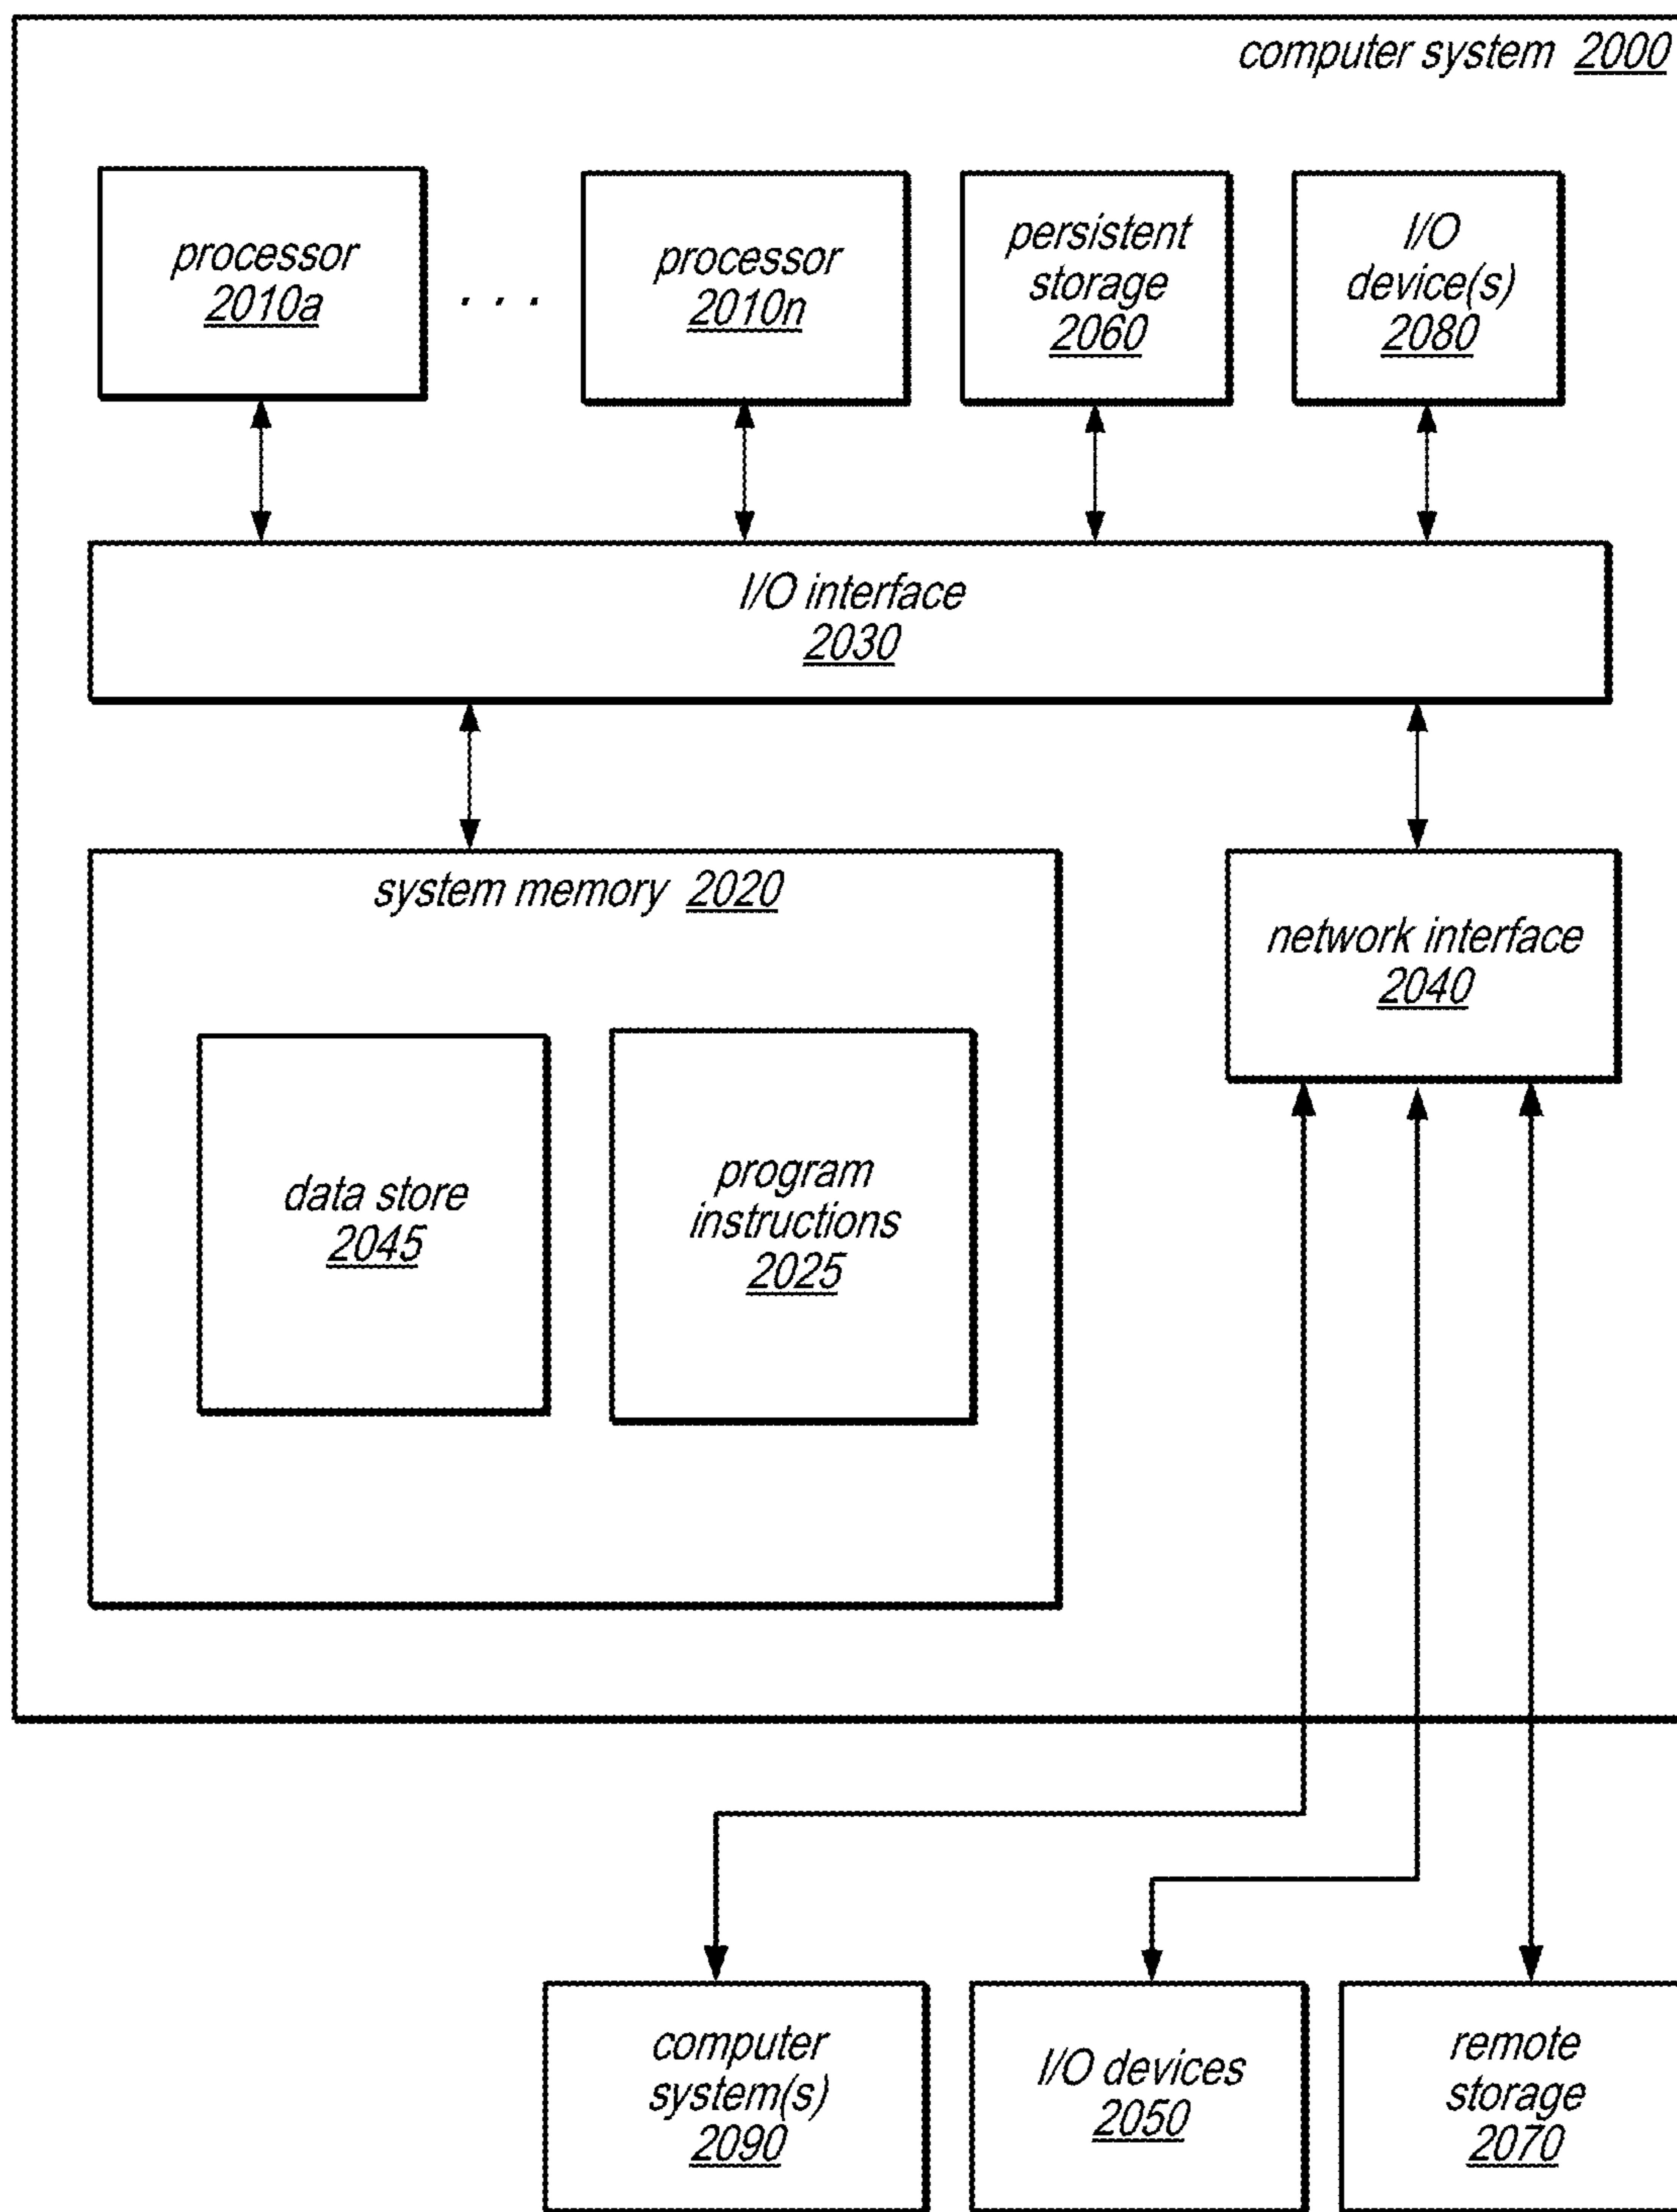 computer system 2000
processor
2010a
. . .
processor
2010n
persistent
storage
2060
I/O
device(s)
2080
I/O interface
2030
system memory 2020
network interface
2040
data store
2045
program
instructions
2025
computer
system(s)
2090
I/O devices
2050
remote
storage
2070